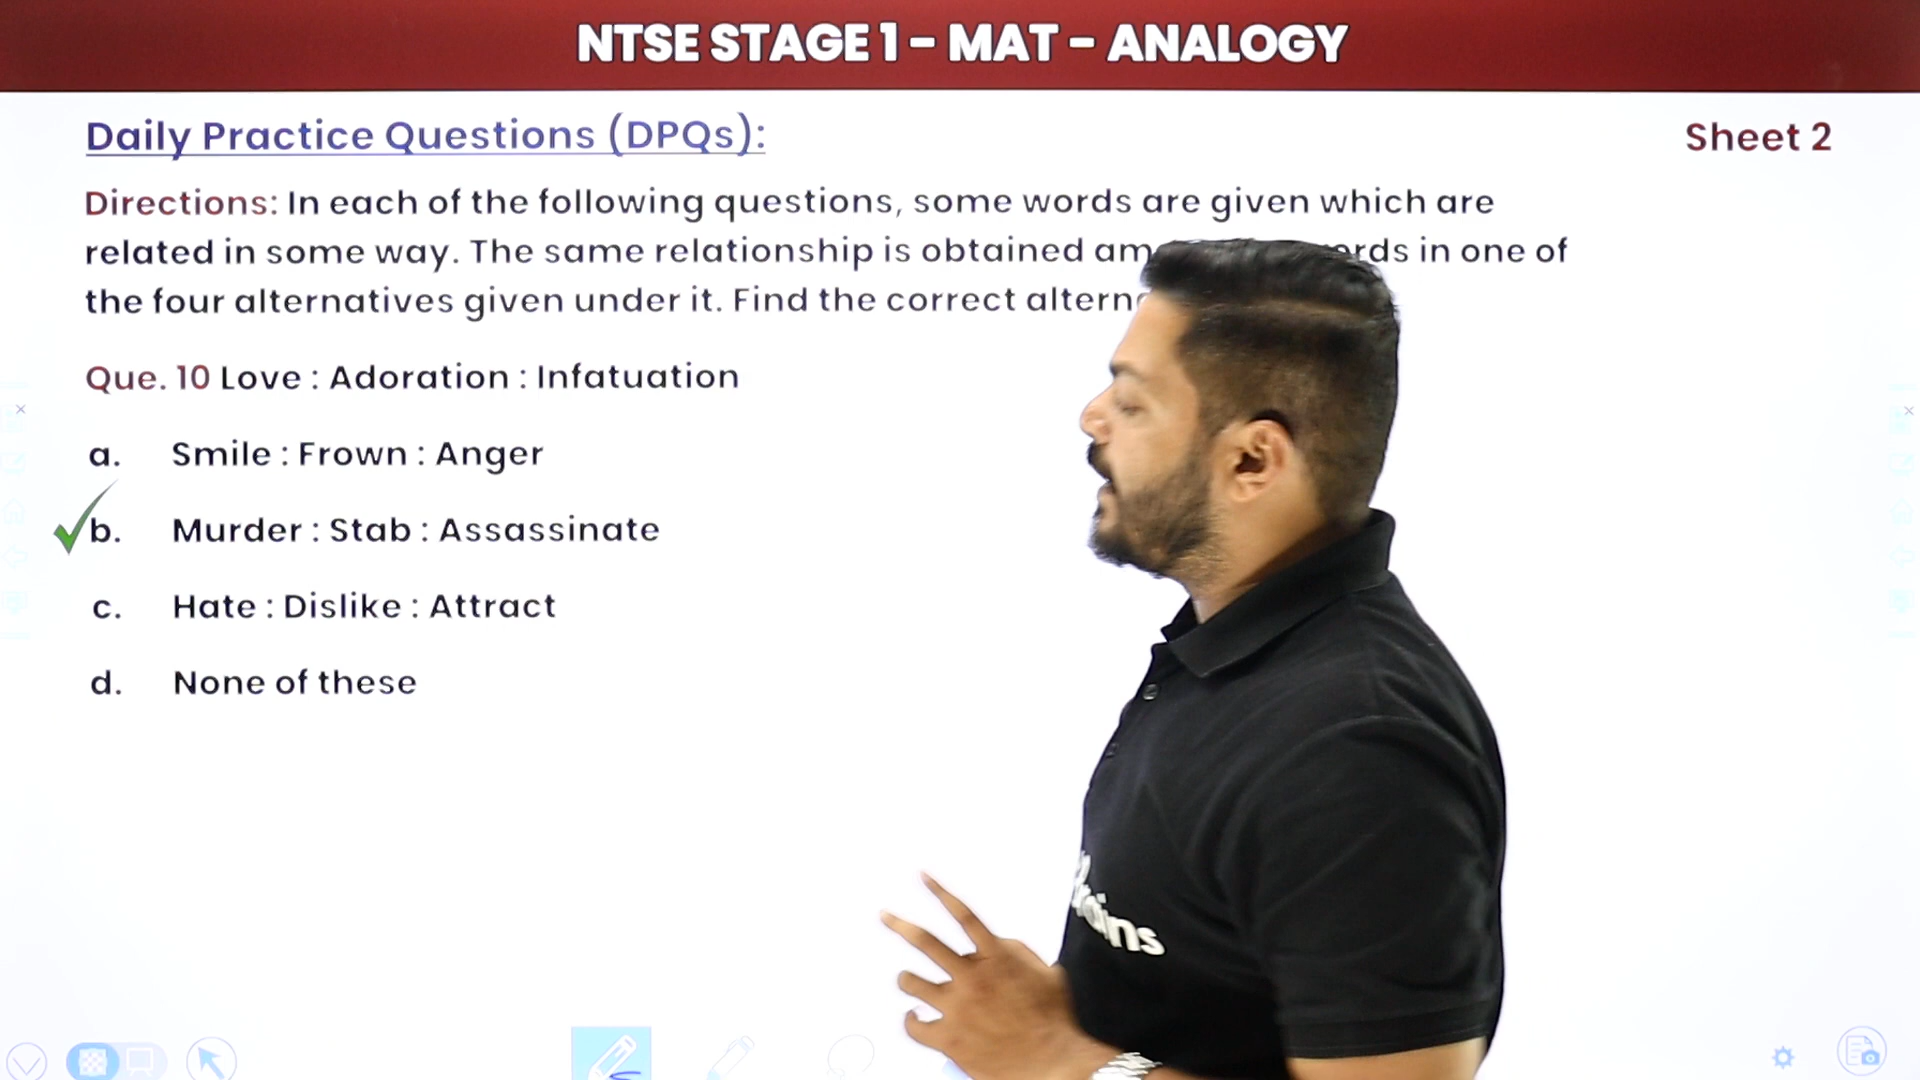 NTSE STAGE 1 - MAT - ANALOGY
Daily Practice Questions (DPQs):
Sheet 2
Directions: In each of the following questions, some words are given which are
related in some way. The same relationship is obtained in one of
the four alternatives given under it. Find the correct
Que. 10 Love : Adoration : Infatuation
a. Smile : Frown : Anger
b. Murder : Stab : Assassinate
c. Hate : Dislike : Attract
d. None of these